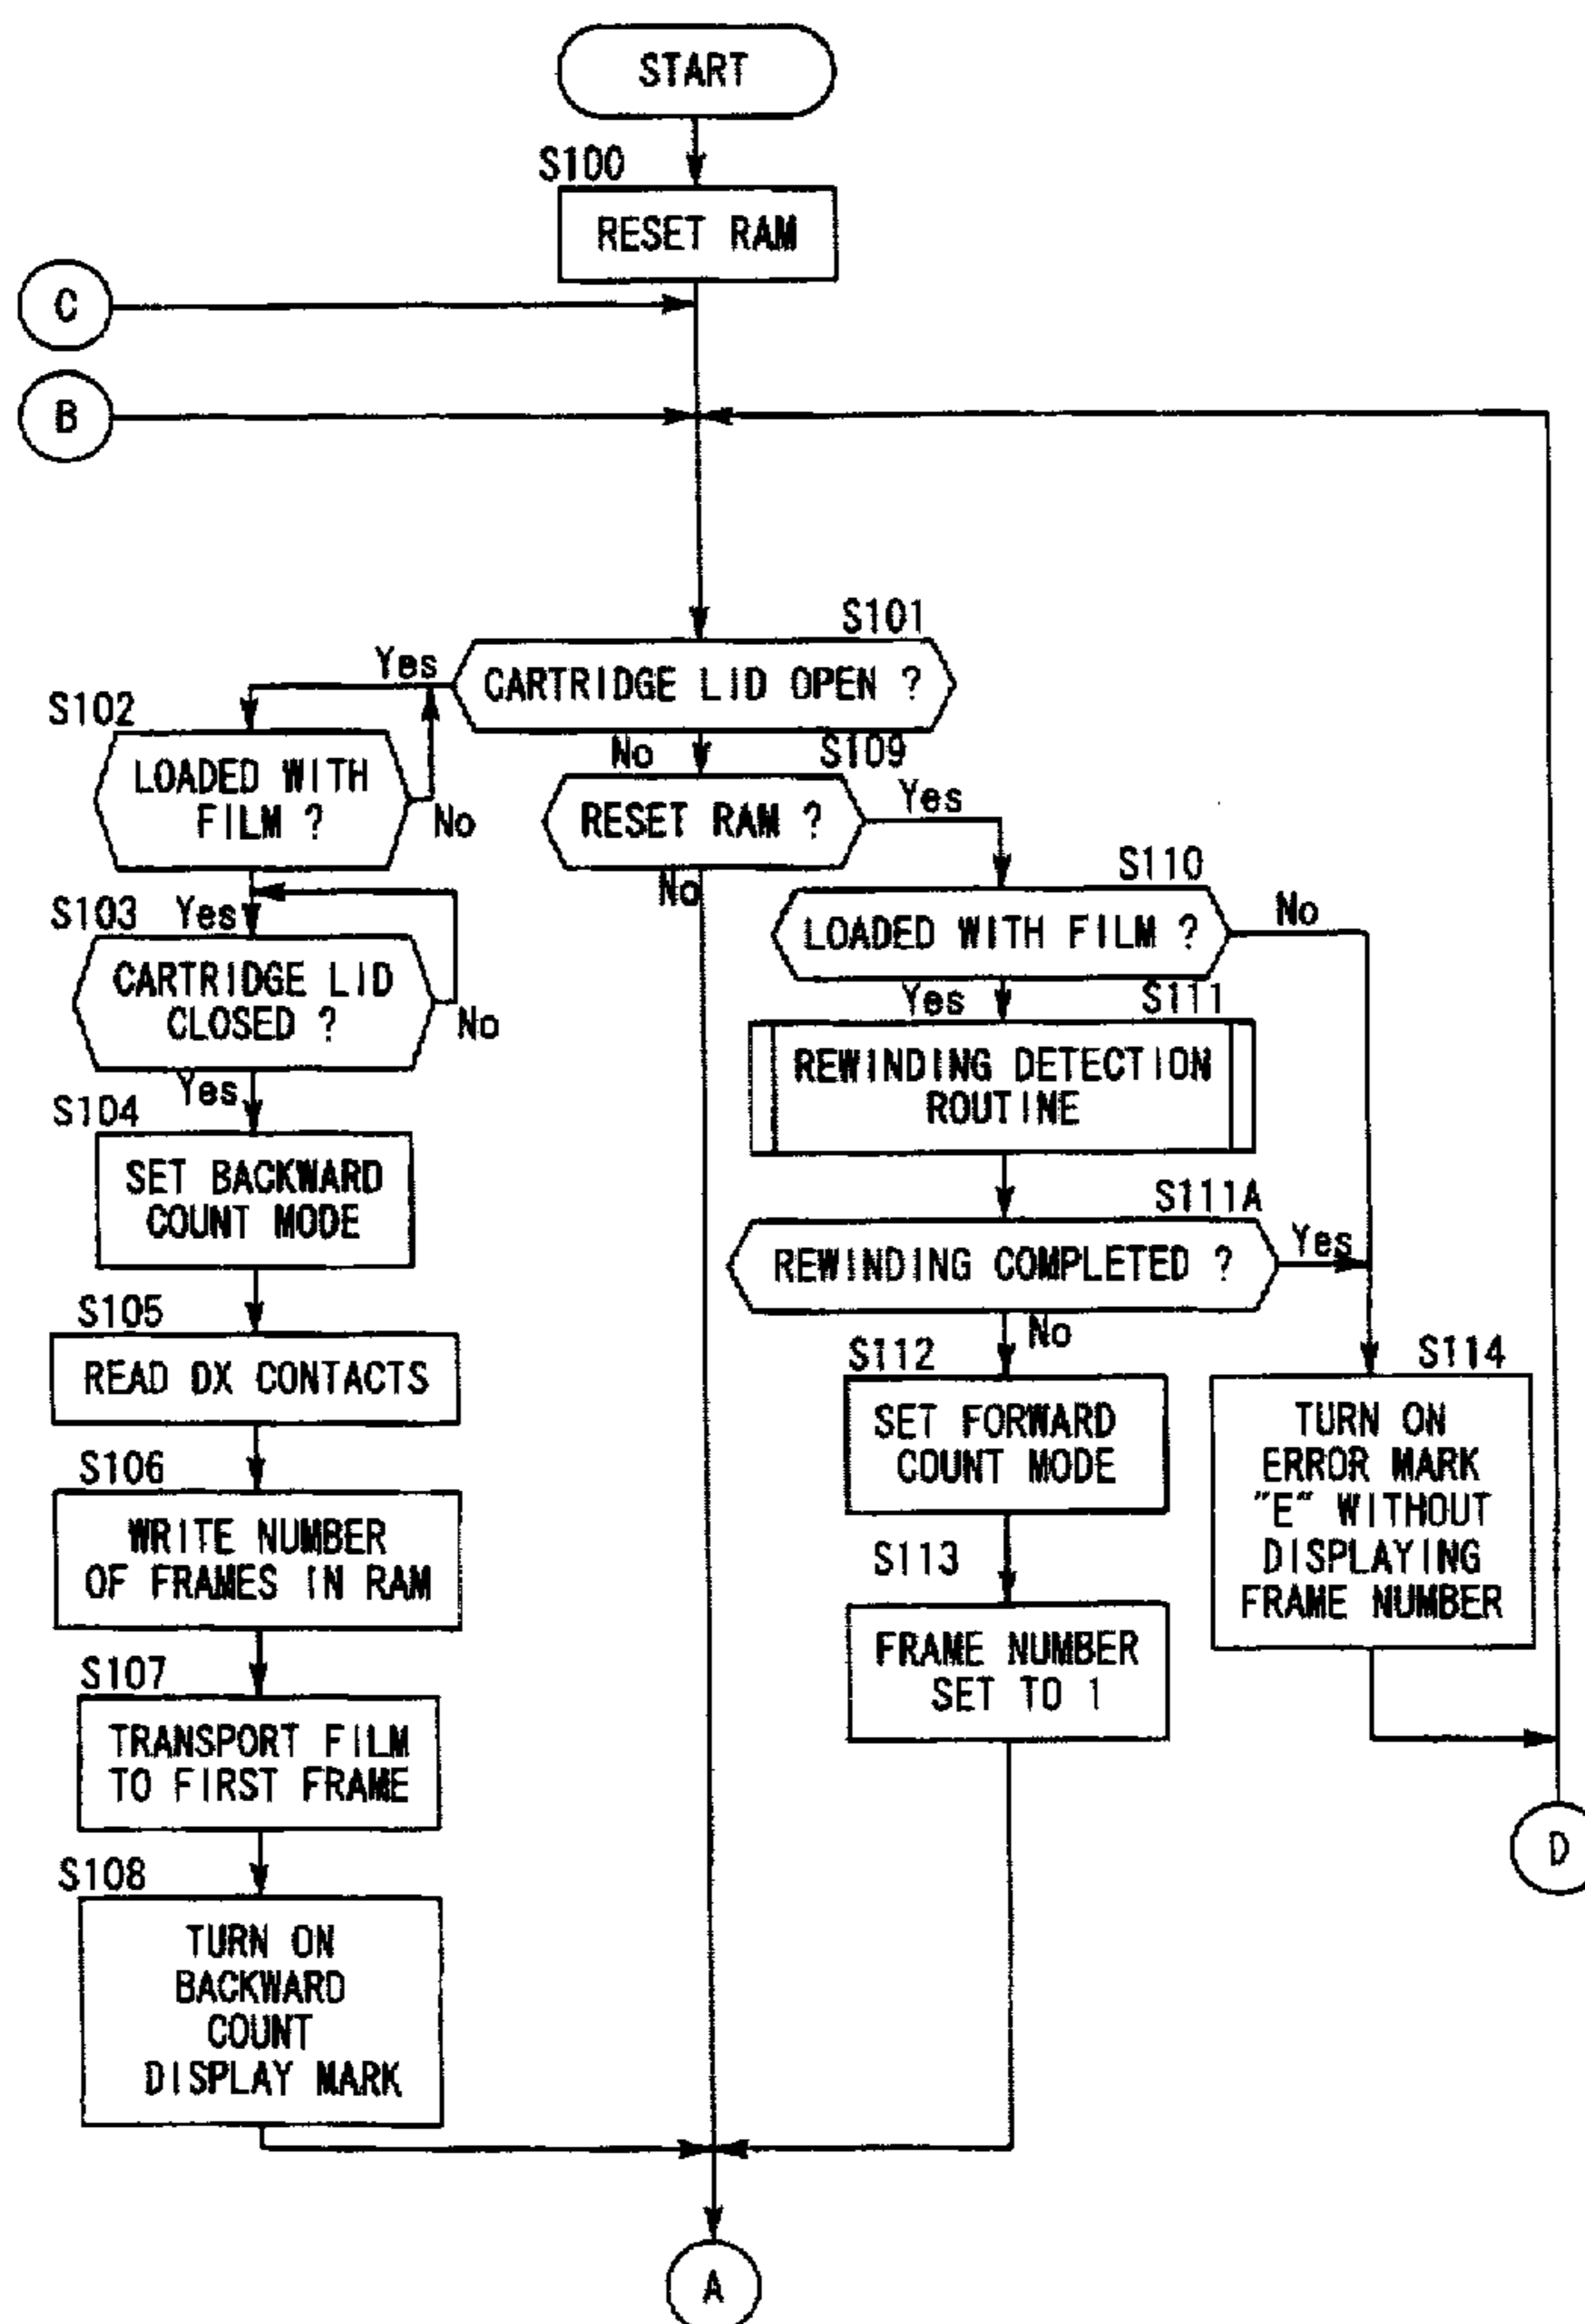 START
S100
RESET RAM
C
B
S101
CARTRIDGE LID OPEN ?
Yes
No
S102
LOADED WITH
FILM ?
No
Yes
S103
CARTRIDGE LID
CLOSED ?
No
Yes
S104
SET BACKWARD
COUNT MODE
S105
READ DX CONTACTS
S106
WRITE NUMBER
OF FRAMES IN RAM
S107
TRANSPORT FILM
TO FIRST FRAME
S108
TURN ON
BACKWARD
COUNT
DISPLAY MARK
S109
RESET RAM ?
Yes
No
S110
LOADED WITH FILM ?
No
Yes
S111
REWINDING DETECTION
ROUTINE
S111A
REWINDING COMPLETED ?
Yes
No
S112
SET FORWARD
COUNT MODE
S113
FRAME NUMBER
SET TO 1
S114
TURN ON
ERROR MARK
"E" WITHOUT
DISPLAYING
FRAME NUMBER
D
A